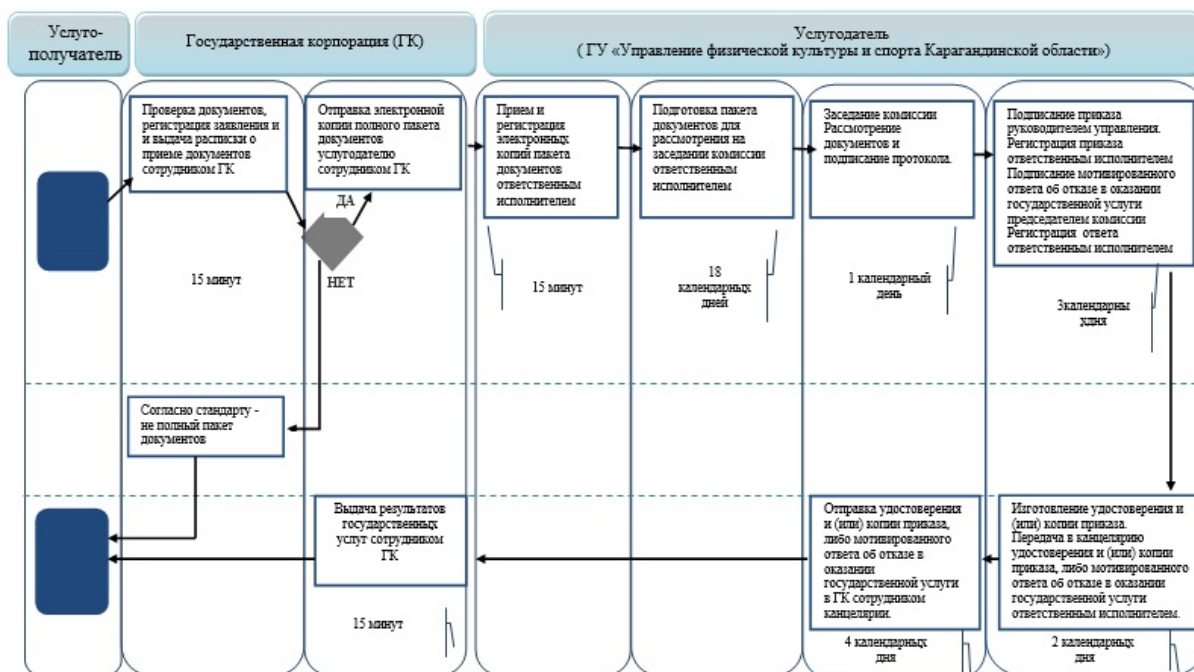 Услуго-
получатель
Государственная корпорация (ГК)
Услугодатель
( ГУ «Управление физической культуры и спорта Карагандинской области»)
Проверка документов,
регистрация заявления и
и выдача расписки о
приеме документов
сотрудником ГК
15 минут
Отправка электронной
копии полного пакета
документов
услугодателю
сотрудником ГК
ДА
НЕТ
Прием и
регистрация
электронных
копий пакета
документов
ответственным
исполнителем
15 минут
Подготовка пакета
документов для
рассмотрения на
заседании комиссии
ответственным
исполнителем
18
календарных
дней
Заседание комиссии
Рассмотрение
документов и
подписание протокола.
1 календарный
день
Подписание приказа
руководителем управления.
Регистрация приказа
ответственным исполнителем
Подписание мотивированного
ответа об отказе в оказании
государственной услуги
председателем комиссии
Регистрация ответа
ответственным исполнителем
3календарны
хдня
Согласно стандарту -
не полный пакет
документов
Выдача результатов
государственных
услуг сотрудником
ГК
15 минут
Отправка удостоверения
и (или) копии приказа,
либо мотивированного
ответа об отказе в
оказании
государственной услуги
в ГК сотрудником
канцелярии.
4 календарных
дня
Изготовление удостоверения и
(или) копии приказа.
Передача в канцелярию
удостоверения и (или) копии
приказа, либо мотивированного
ответа об отказе в оказании
государственной услуги
ответственным исполнителем.
2 календарных
дня